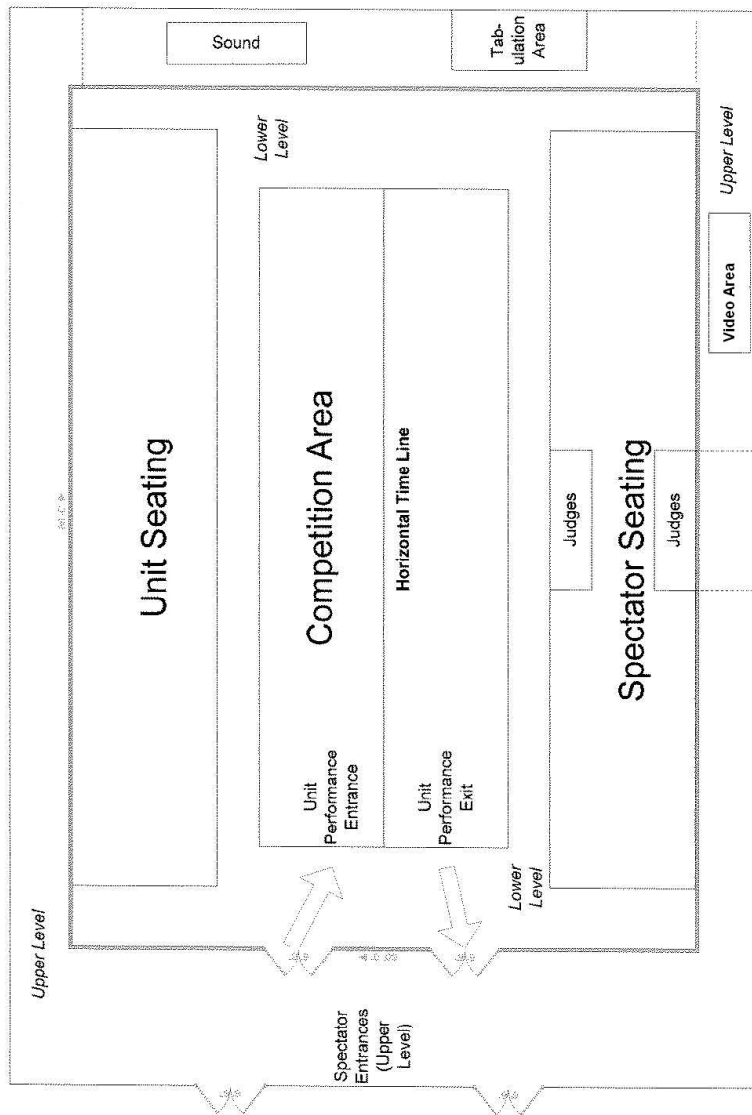 Upper Level
Unit Seating
Sound
Lower
Level
Unit
Performance
Entrance
Competition Area
Horizontal Time Line
Unit
Performance
Exit
Tab-
ulation
Area
Spectator
Entrances
(Upper
Level)
Lower
Level
Judges
Spectator Seating
Judges
Upper Level
Video Area